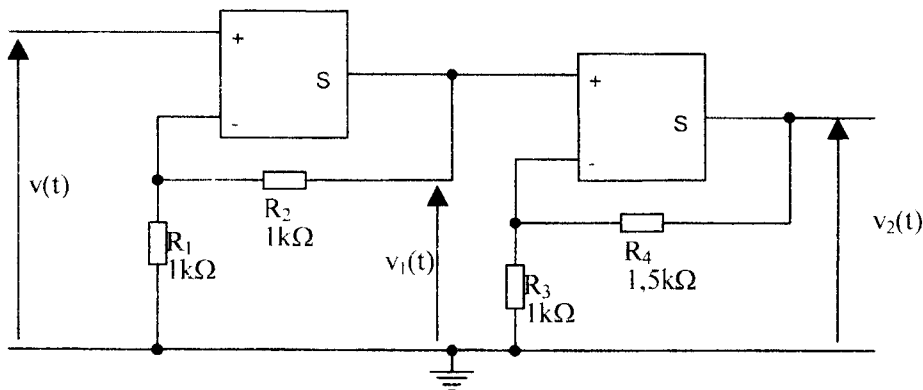 +
S
-
+
S
-
v(t)
R₂
1kΩ
R₁
1kΩ
v₁(t)
R₄
1,5kΩ
R₃
1kΩ
v₂(t)